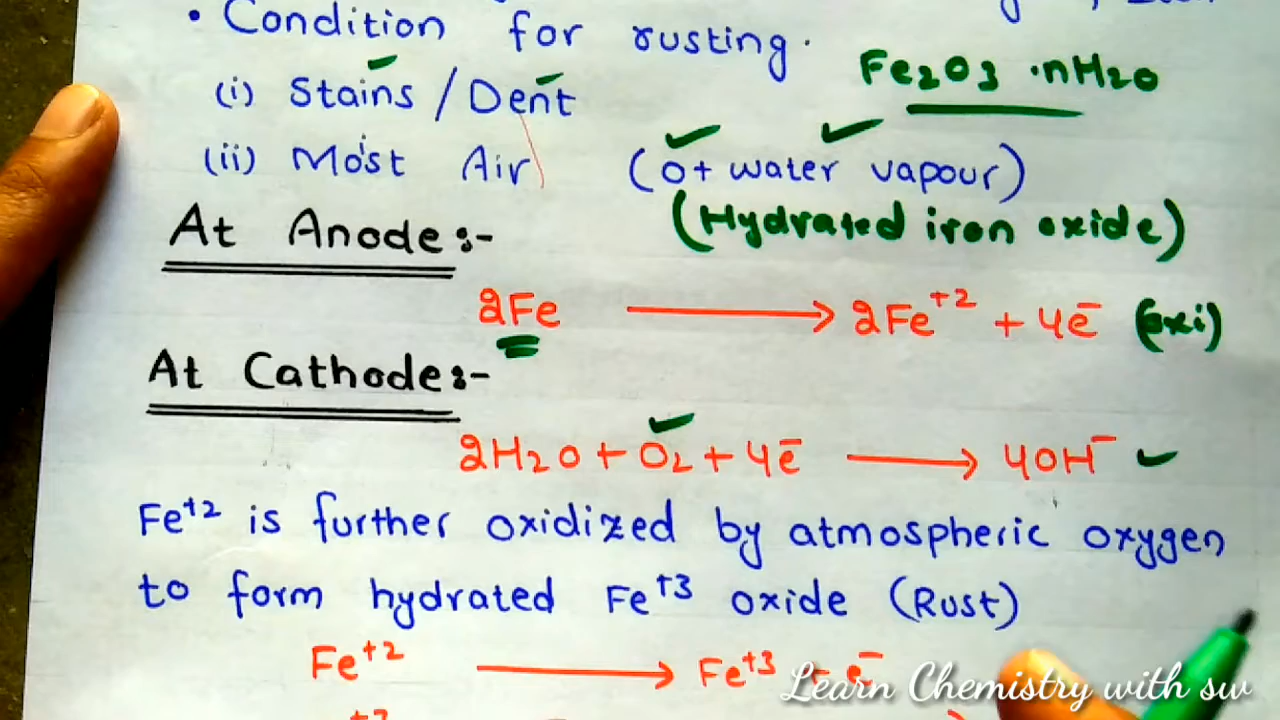 • Condition for rusting.
Fe2O3 .nH2O
(i) Stains / Dent
(ii) Moist Air (O + water vapour)
(Hydrated iron oxide)
At Anode:-
2Fe ⟶ 2Fe+2 + 4e̅ (oxi)
At Cathode:-
2H2O + O2 + 4e̅ ⟶ 4OH⁻
Fe+2 is further oxidized by atmospheric oxygen
to form hydrated Fe+3 oxide (Rust)
Fe+2 ⟶ Fe+3 + e̅
Learn Chemistry with sw